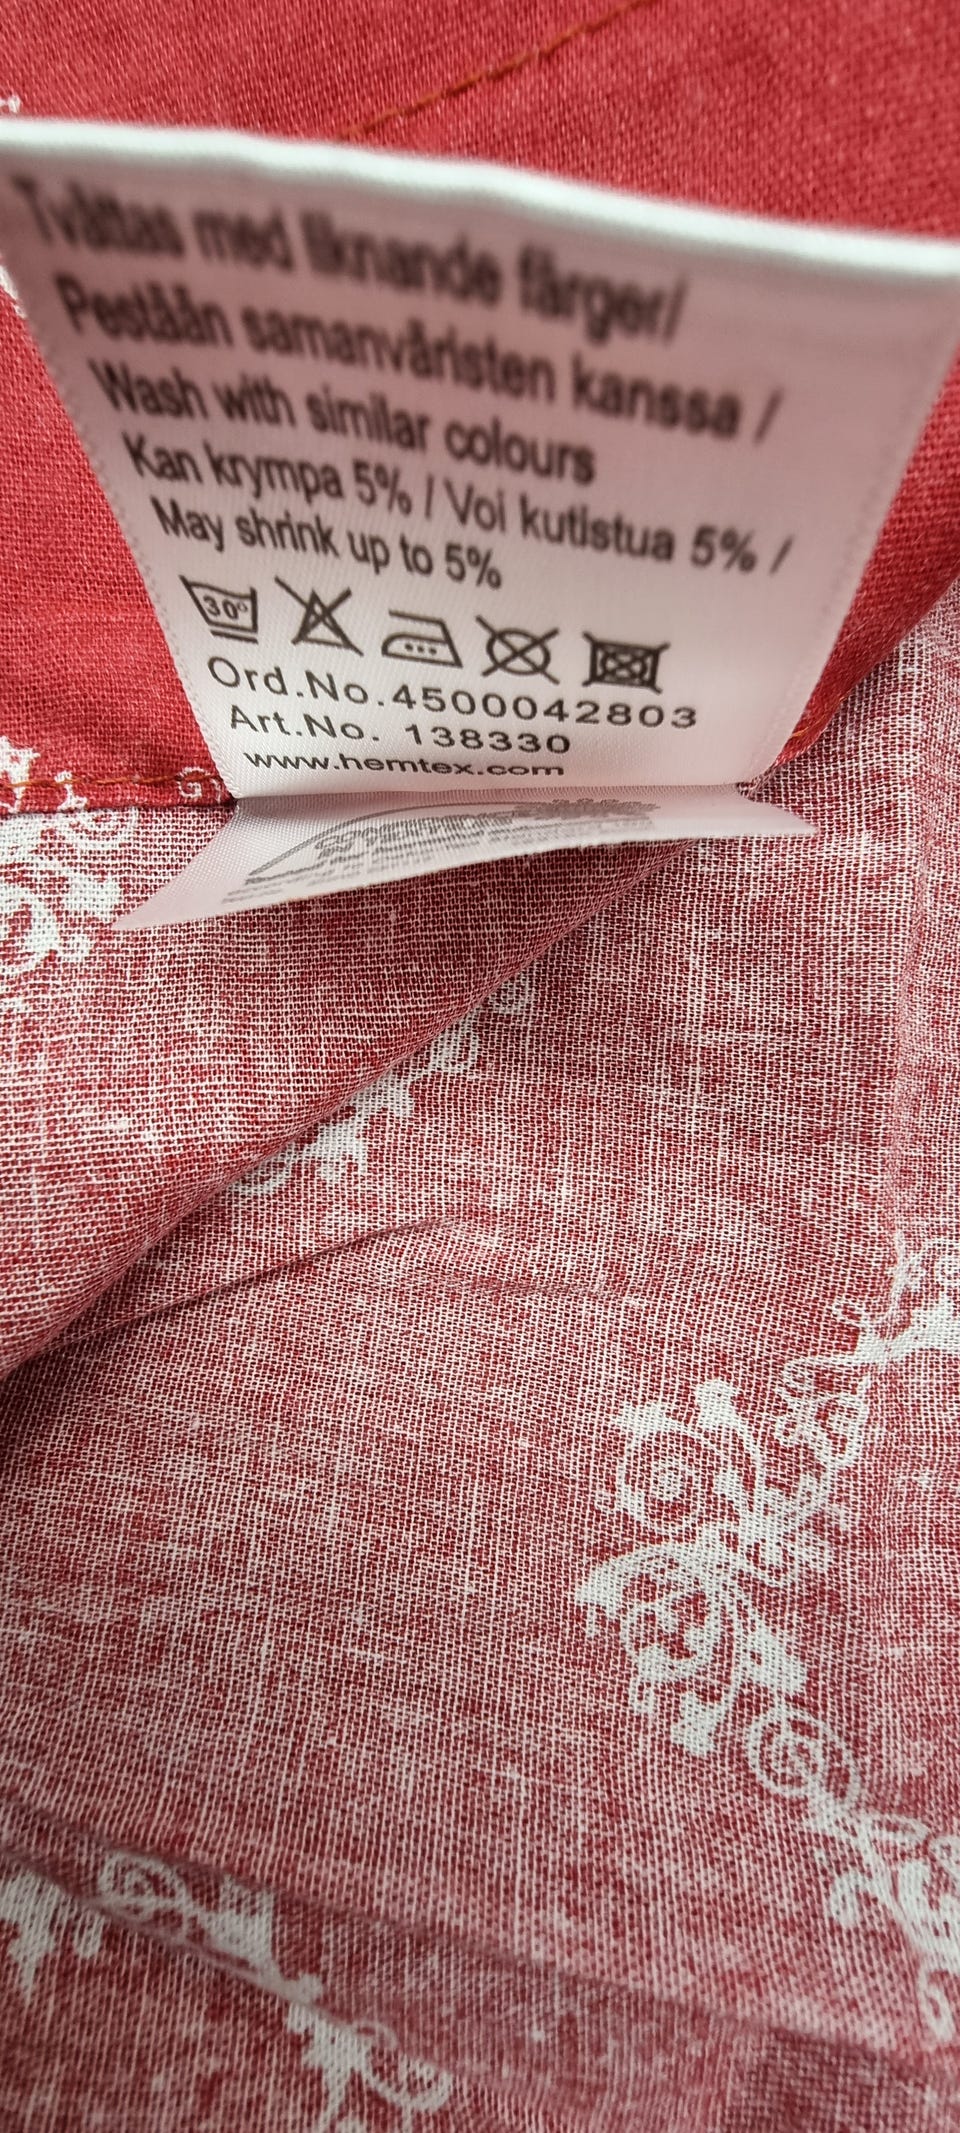 Tvättas med liknande färger/
Pestään samanväristen kanssa /
Wash with similar colours
Kan krympa 5% / Voi kutistua 5% /
May shrink up to 5%
30°
Ord.No.4500042803
Art.No. 138330
www.hemtex.com